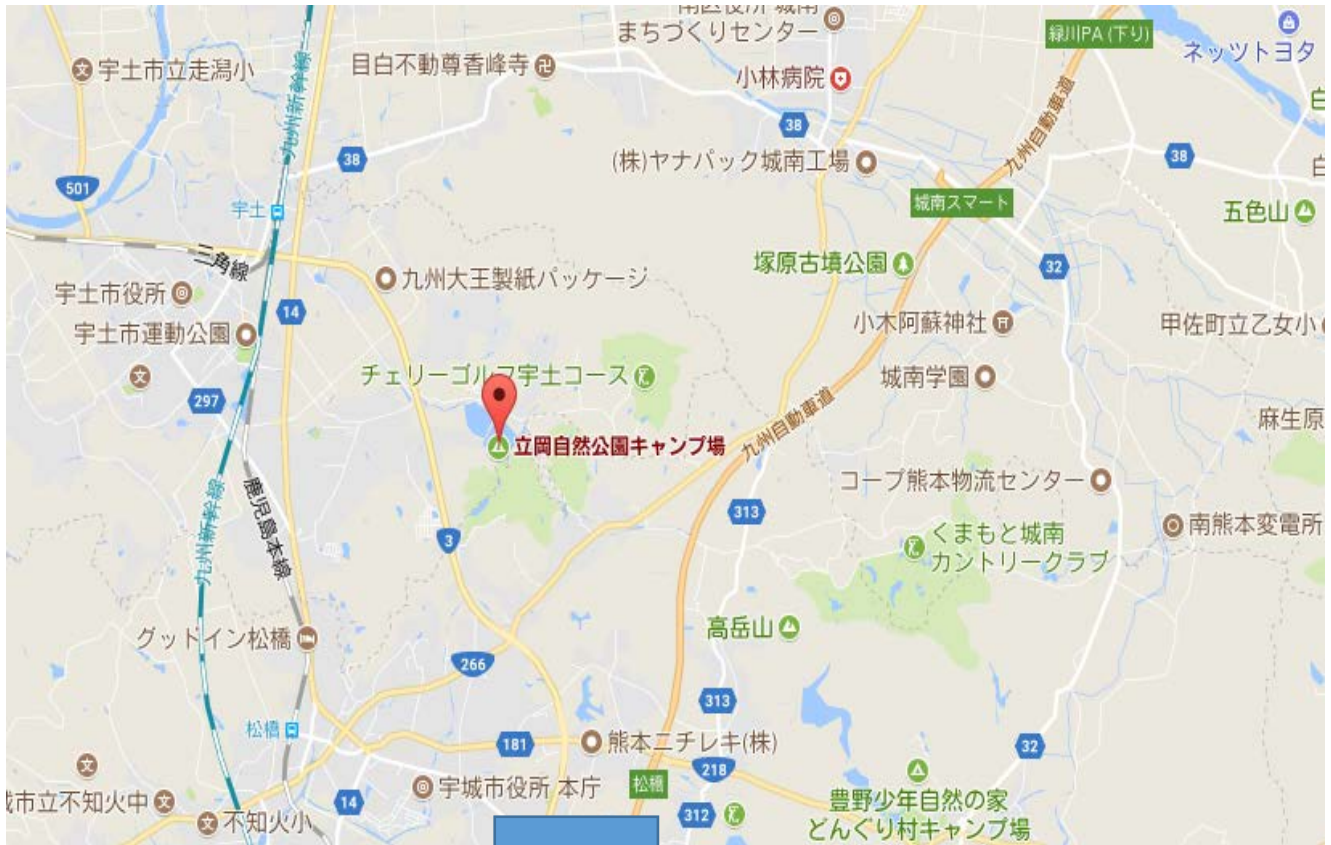 まちづくりセンター
緑川PA (下り)
ネッツトヨタ
宇土市立走潟小
目白不動尊香峰寺
小林病院
九州新幹線
38
38
(株)ヤナパック城南工場
九州自動車道
38
501
宇土
城南スマート
五色山
三角線
塚原古墳公園
32
宇土市役所
九州大王製紙パッケージ
14
宇土市運動公園
小木阿蘇神社
甲佐町立乙女小
チェリーゴルフ宇土コース
城南学園
297
麻生原
立岡自然公園キャンプ場
九州自動車道
コープ熊本物流センター
九州新幹線
鹿児島本線
313
南熊本変電所
3
くまもと城南
カントリークラブ
グッドイン松橋
高岳山
266
313
松橋
181
熊本ニチレキ(株)
32
218
宇城市役所 本庁
松橋
城市立不知火中
14
312
豊野少年自然の家
どんぐり村キャンプ場
不知火小